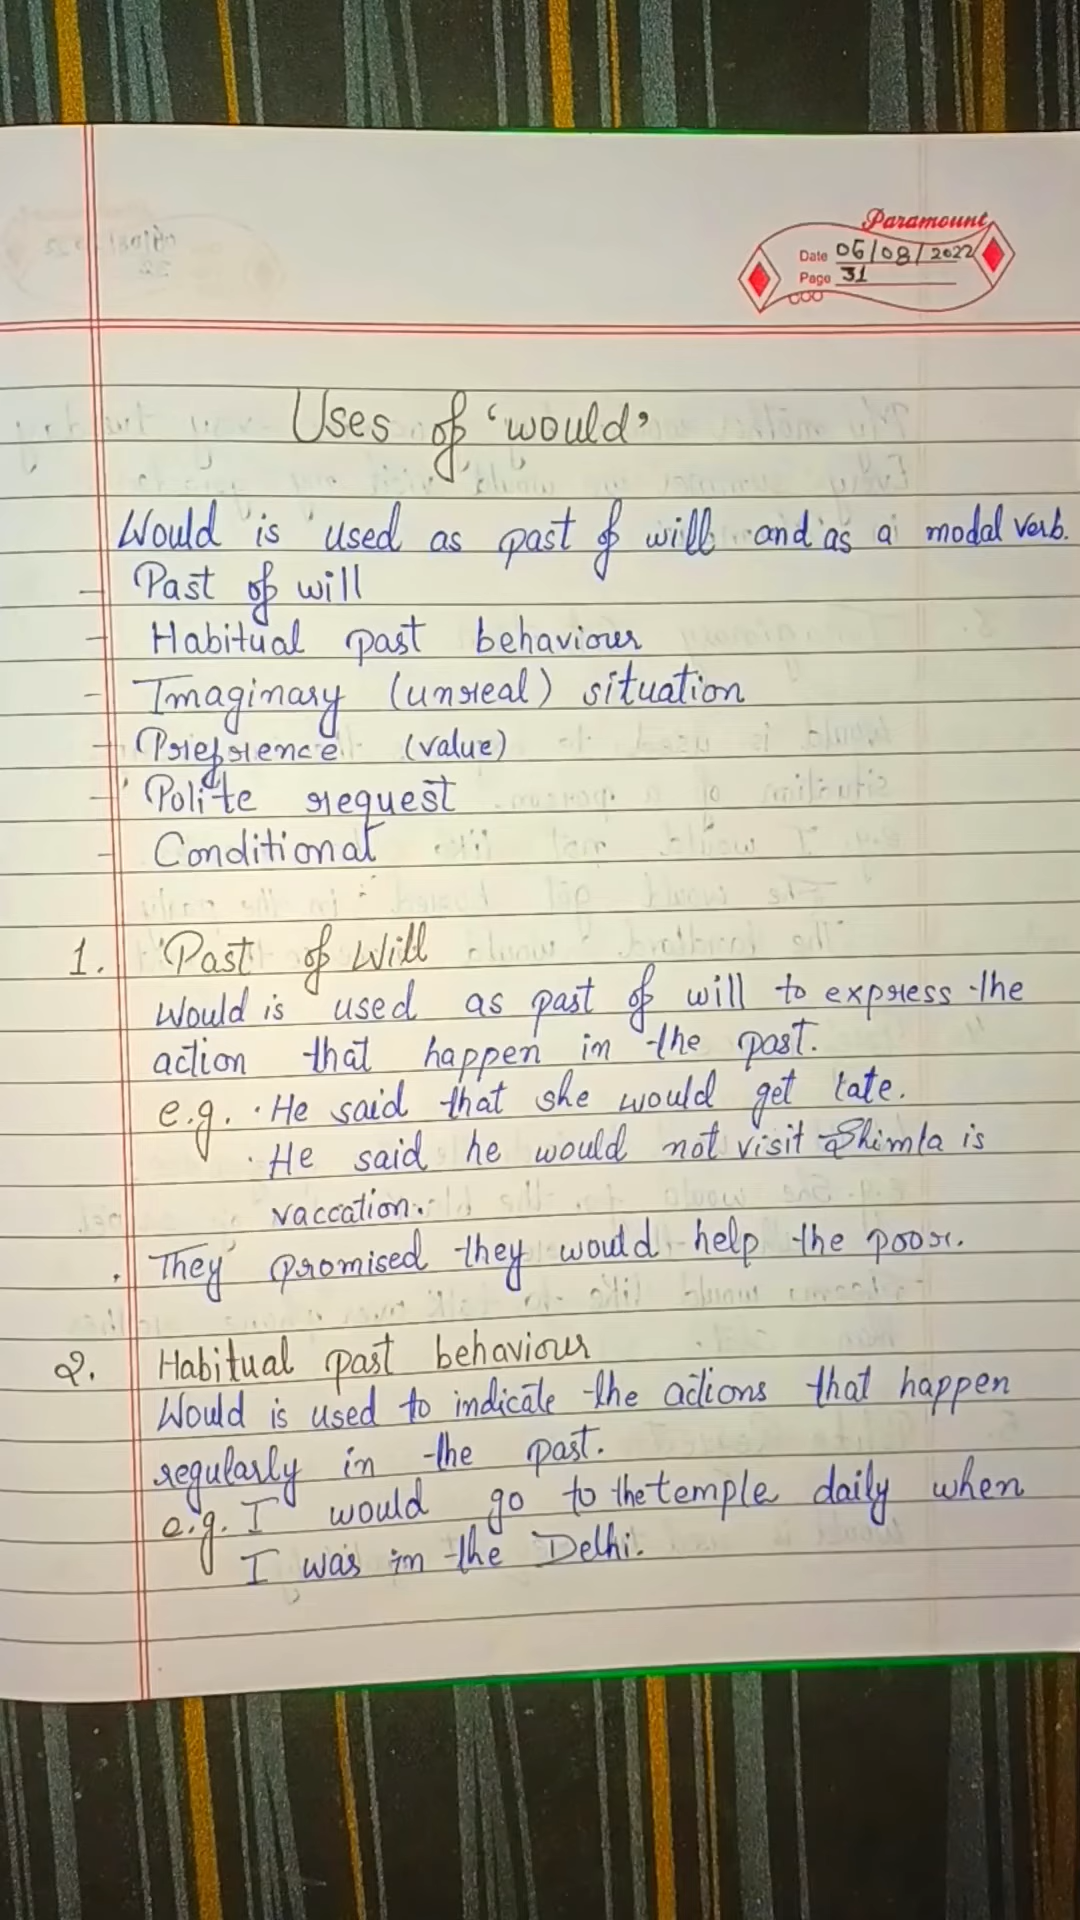 Paramount
Date 06/08/2022
Page 31
Uses of 'would'
Would is used as past of will and as a modal verb.
- Past of will
- Habitual past behaviour
- Imaginary (unreal) situation
- Preference (value)
- Polite request
- Conditional
1. Past of Will
Would is used as past of will to express the
action that happen in the past.
e.g. · He said that she would get late.
· He said he would not visit Shimla is
vaccation.
· They promised they would help the poor.
2. Habitual past behaviour
Would is used to indicate the actions that happen
regularly in the past.
e.g. I would go to the temple daily when
I was in the Delhi.